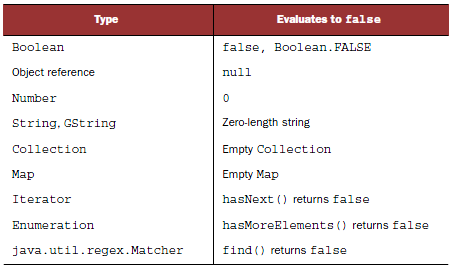 Type Evaluates to false
Boolean false, Boolean.FALSE
Object reference null
Number 0
String, GString Zero-length string
Collection Empty Collection
Map Empty Map
Iterator hasNext() returns false
Enumeration hasMoreElements() returns false
java.util.regex.Matcher find() returns false